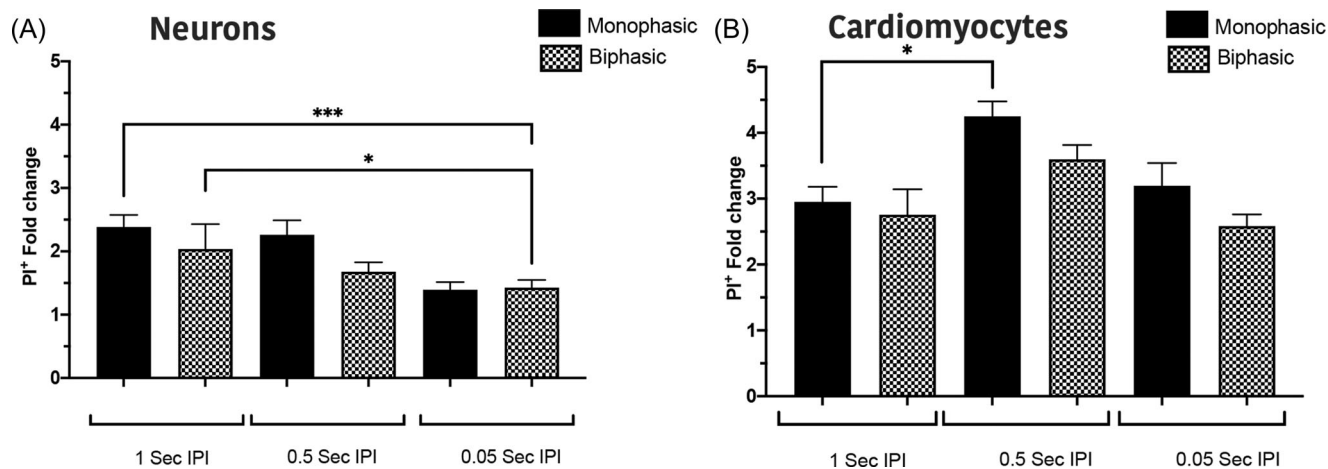 (A) Neurons
Monophasic
Biphasic
PI+ Fold change
5
4
3
2
1
0
***
*
1 Sec IPI
0.5 Sec IPI
0.05 Sec IPI
(B) Cardiomyocytes
Monophasic
Biphasic
PI+ Fold change
5
4
3
2
1
0
*
1 Sec IPI
0.5 Sec IPI
0.05 Sec IPI